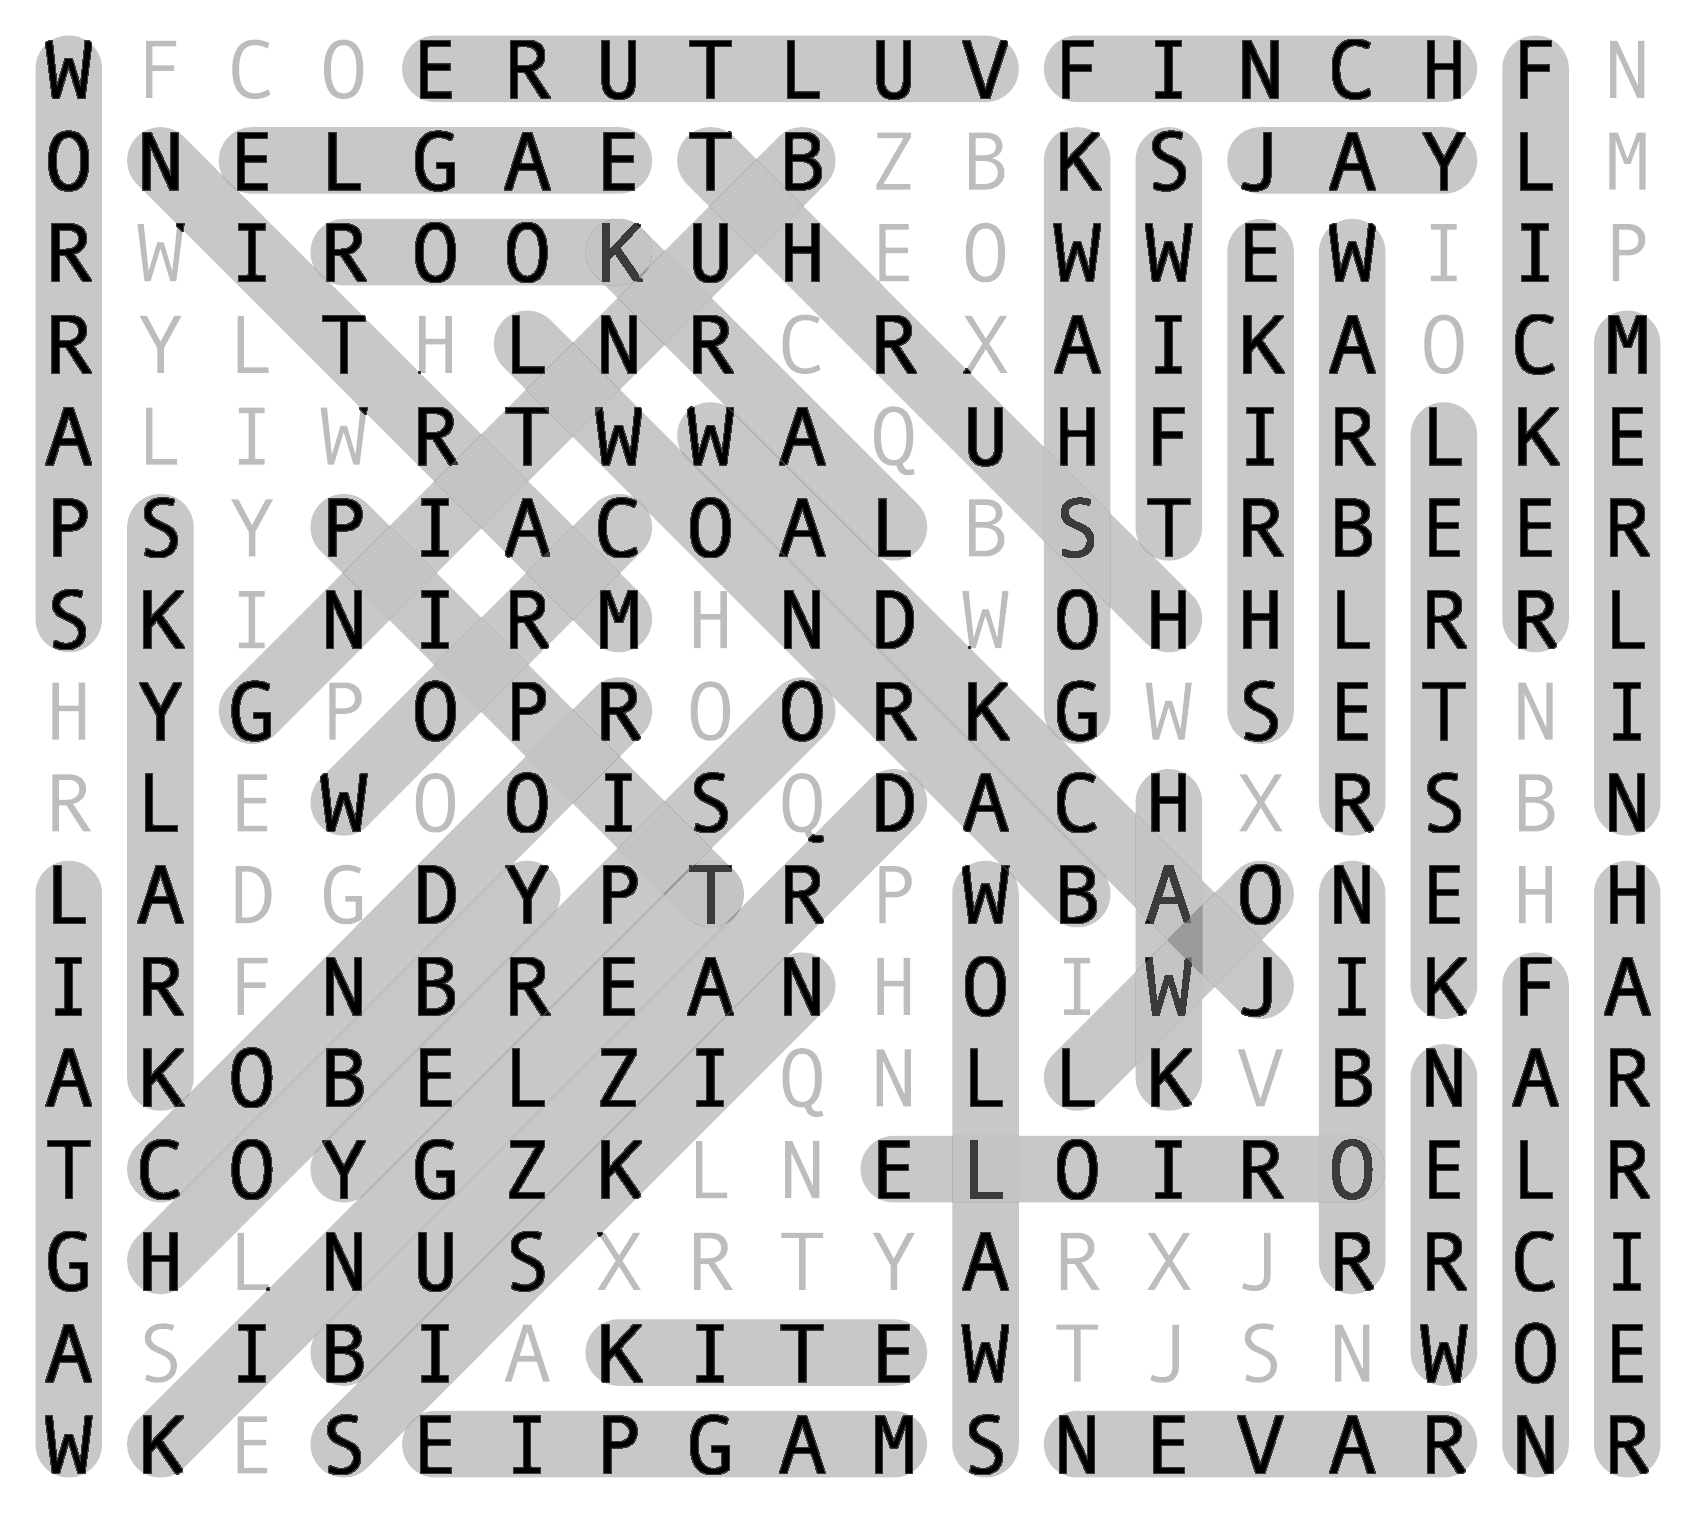 W F C O E R U T L U V F I N C H F N
O N E L G A E T B Z B K S J A Y L M
R W I R O O K U H E O W W E W I I P
R Y L T H L N R C R X A I K A O C M
A L I W R T W W A Q U H F I R L K E
P S Y P I A C O A L B S T R B E E R
S K I N I R M H N D W O H H L R R L
H Y G P O P R O O R K G W S E T N I
R L E W O O I S Q D A C H X R S B N
L A D G D Y P T R P W B A O N E H H
I R F N B R E A N H O I W J I K F A
A K O B E L Z I Q N L L K V B N A R
T C O Y G Z K L N E L O I R O E L R
G H L N U S X R T Y A R X J R R C I
A S I B I A K I T E W T J S N W O E
W K E S E I P G A M S N E V A R N R